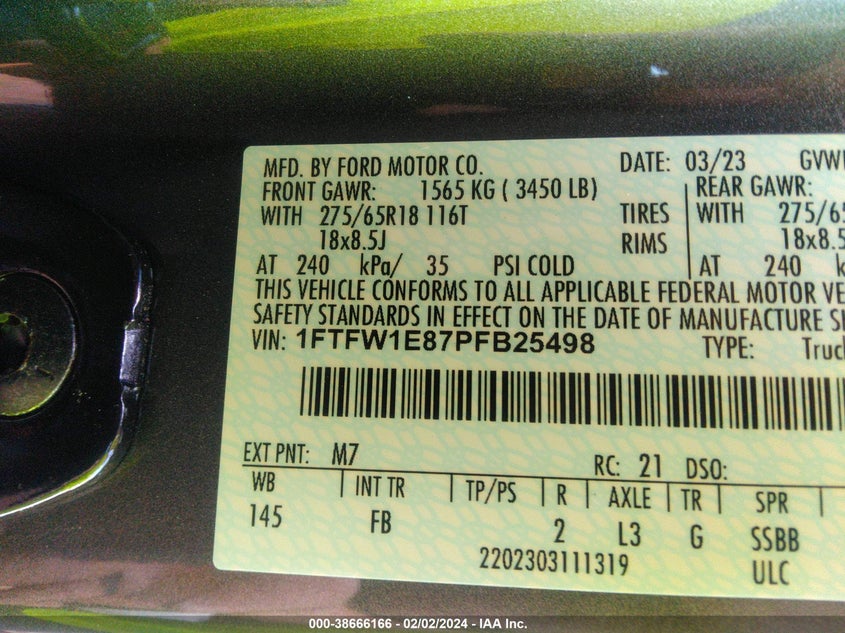 MFD. BY FORD MOTOR CO. DATE: 03/23
FRONT GAWR: 1565 KG ( 3450 LB) REAR GAWR:
WITH 275/65R18 116T TIRES WITH
18x8.5J RIMS
AT 240 kPa/ 35 PSI COLD AT 240
THIS VEHICLE CONFORMS TO ALL APPLICABLE FEDERAL MOTOR
SAFETY STANDARDS IN EFFECT ON THE DATE OF MANUFACTURE
VIN: 1FTFW1E87PFB25498 TYPE:
EXT PNT: M7 RC: 21 DSO:
WB INT TR TP/PS R AXLE TR SPR
145 FB 2 L3 G SSBB
2202303111319 ULC
000-38666166 – 02/02/2024 – IAA Inc.